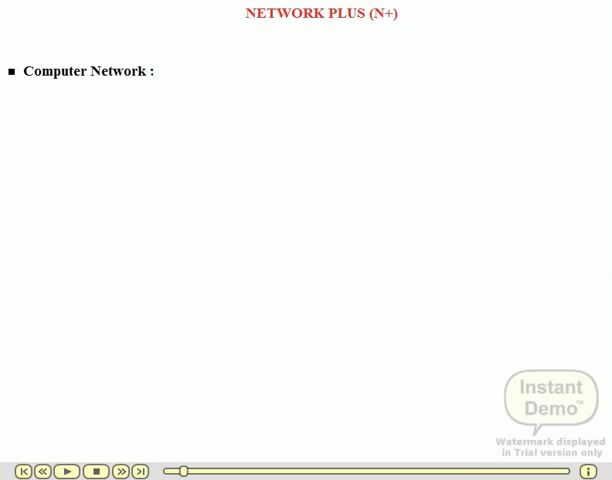 NETWORK PLUS (N+)
■ Computer Network :
Instant
Demo™
Watermark displayed
in Trial version only